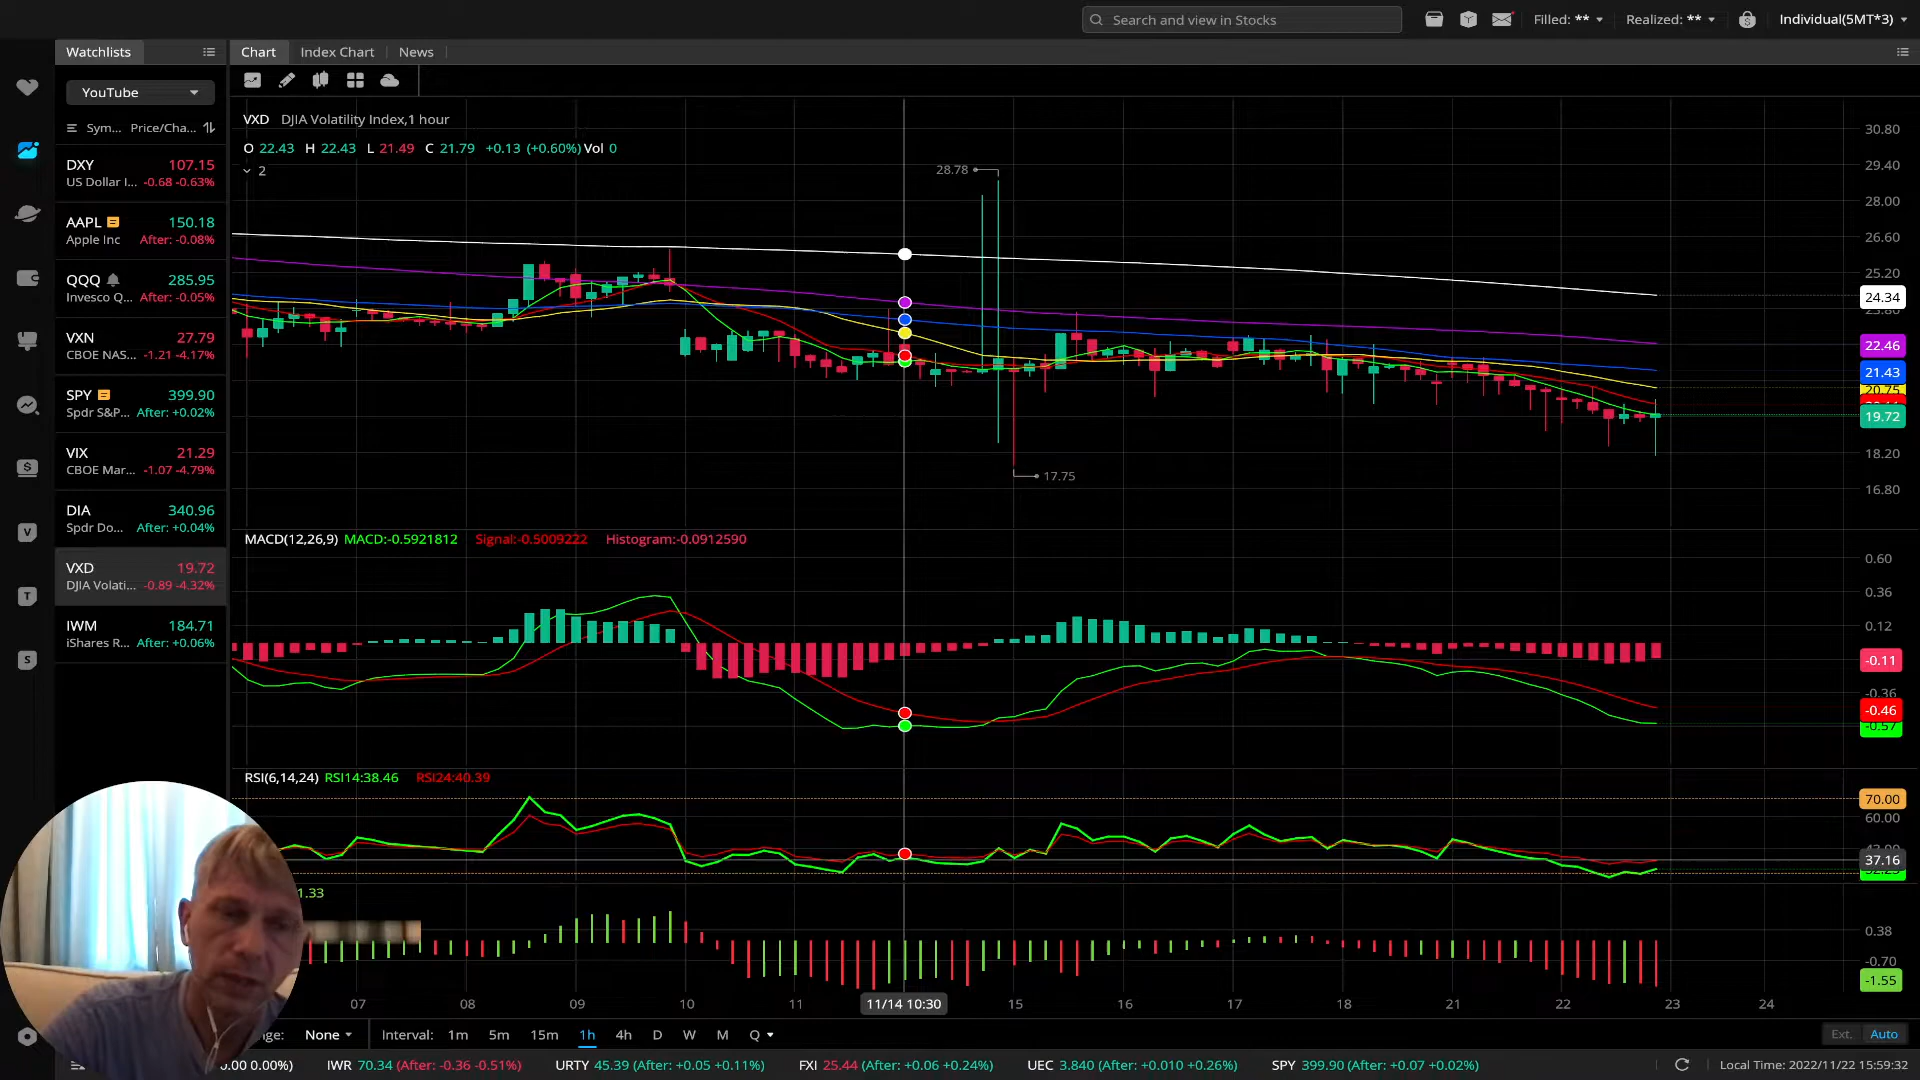 Search and view in Stocks
Filled: **
Realized: **
Individual(5MT*3)
Watchlists
Chart
Index Chart
News
YouTube
Sym... Price/Cha...
DXY 107.15
US Dollar I... -0.68 -0.63%
AAPL 150.18
Apple Inc After: -0.08%
QQQ 285.95
Invesco Q... After: -0.05%
VXN 27.79
CBOE NAS... -1.21 -4.17%
SPY 399.90
Spdr S&P... After: +0.02%
VIX 21.29
CBOE Mar... -1.07 -4.79%
DIA 340.96
Spdr Do... After: +0.04%
VXD 19.72
DJIA Volati... -0.89 -4.32%
IWM 184.71
iShares R... After: +0.06%
VXD DJIA Volatility Index,1 hour
O 22.43 H 22.43 L 21.49 C 21.79 +0.13 (+0.60%) Vol 0
2
28.78
17.75
30.80
29.40
28.00
26.60
25.20
24.34
23.80
22.46
21.43
20.75
19.72
18.20
16.80
MACD(12,26,9) MACD:-0.5921812 Signal:-0.5009222 Histogram:-0.0912590
0.60
0.36
0.12
-0.11
-0.36
-0.46
-0.57
RSI(6,14,24) RSI14:38.46 RSI24:40.39
70.00
60.00
37.16
1.33
0.38
-0.70
-1.55
07 08 09 10 11 11/14 10:30 15 16 17 18 21 22 23 24
nge: None Interval: 1m 5m 15m 1h 4h D W M Q Ext. Auto
0.00 0.00%) IWR 70.34 (After: -0.36 -0.51%) URTY 45.39 (After: +0.05 +0.11%) FXI 25.44 (After: +0.06 +0.24%) UEC 3.840 (After: +0.010 +0.26%) SPY 399.90 (After: +0.07 +0.02%) Local Time: 2022/11/22 15:59:32
V
T
S